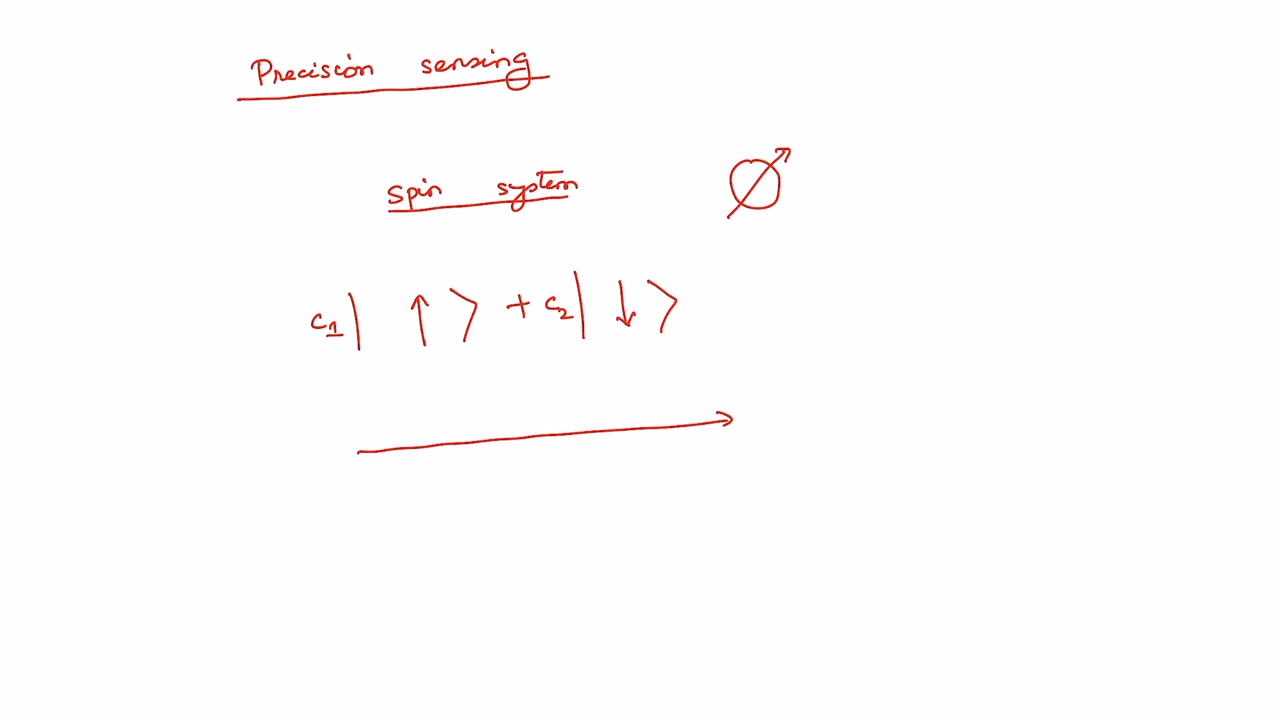 Precision sensing
spin system
c₁| ↑ > + c₂| ↓ >